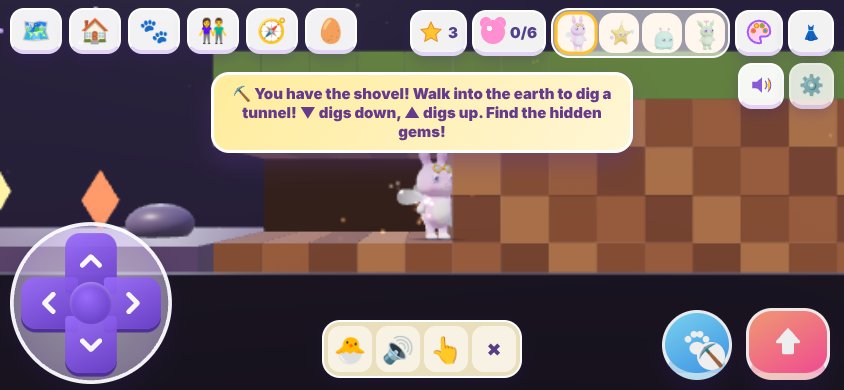 3
0/6
⛏️ You have the shovel! Walk into the earth to dig a
tunnel! ▼ digs down, ▲ digs up. Find the hidden
gems!